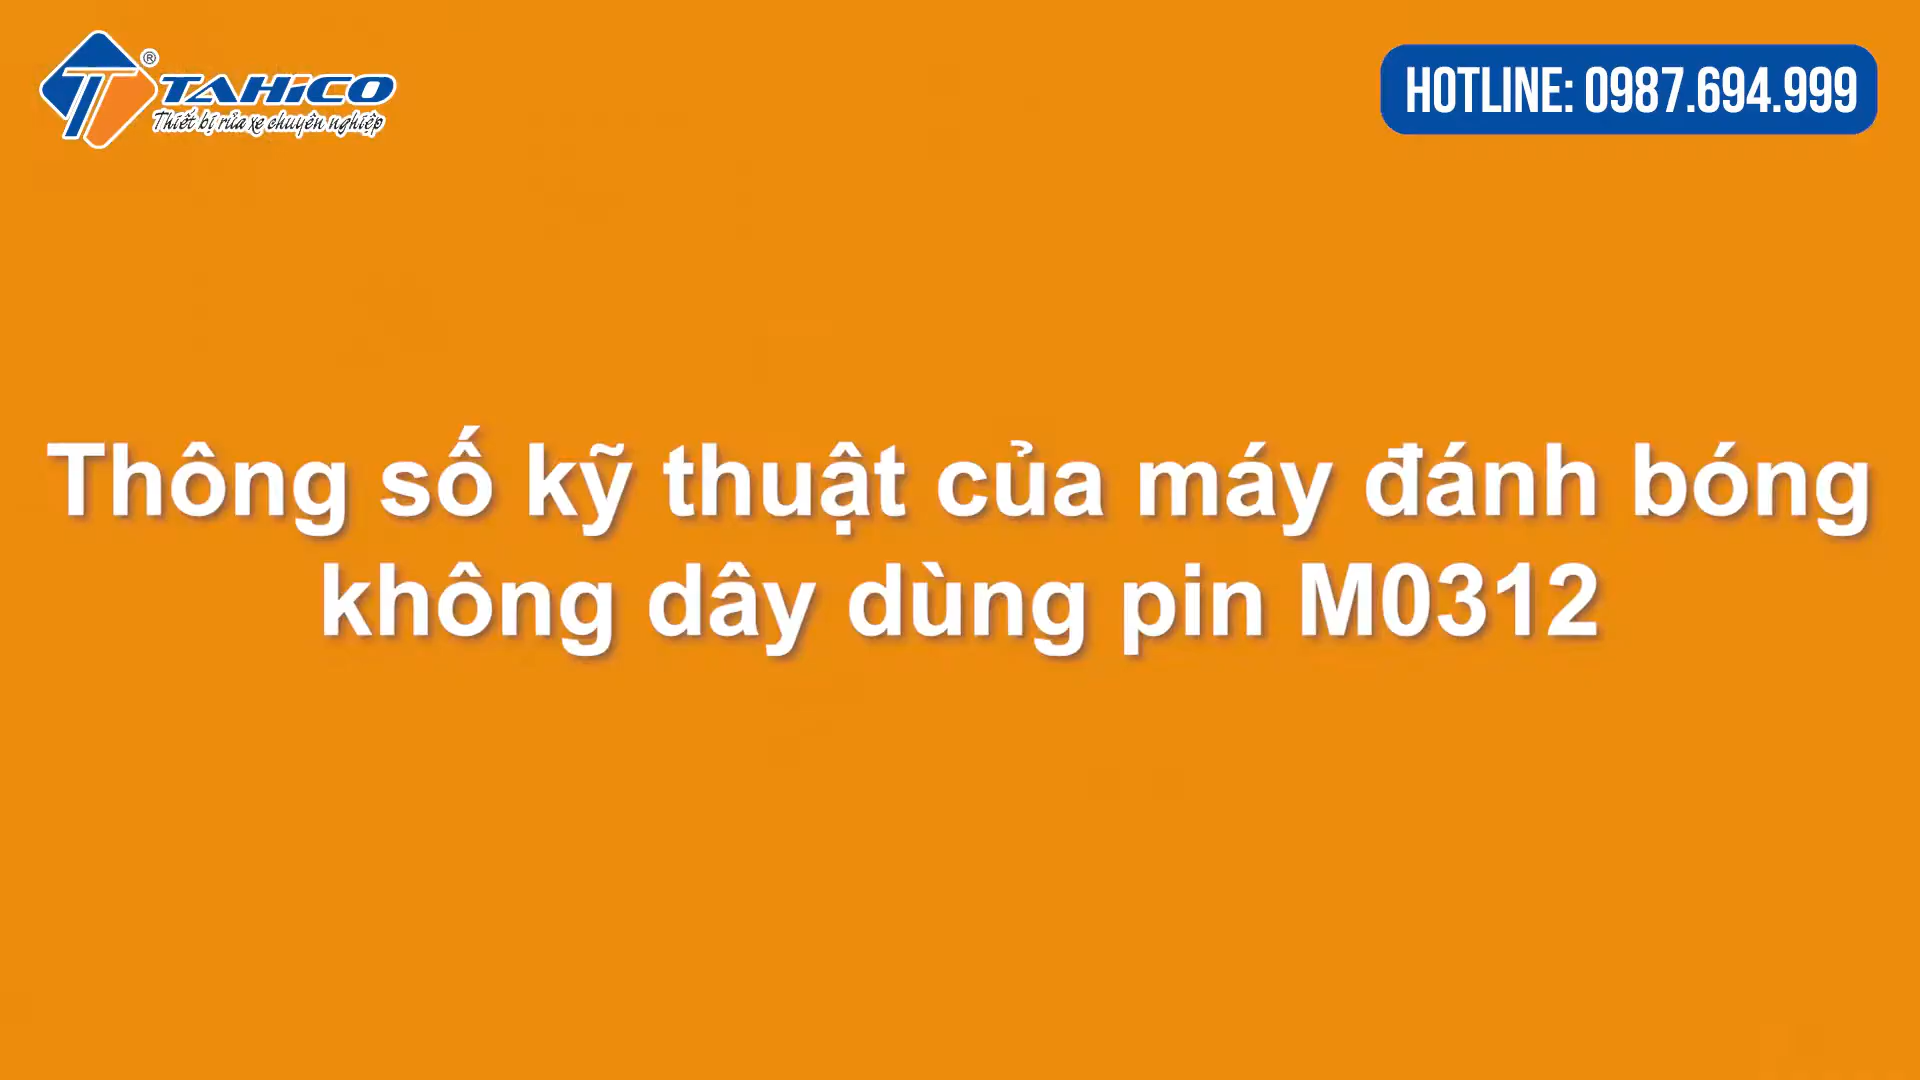 TAHiCO®
Thiết bị rửa xe chuyên nghiệp
HOTLINE: 0987.694.999
Thông số kỹ thuật của máy đánh bóng
không dây dùng pin M0312